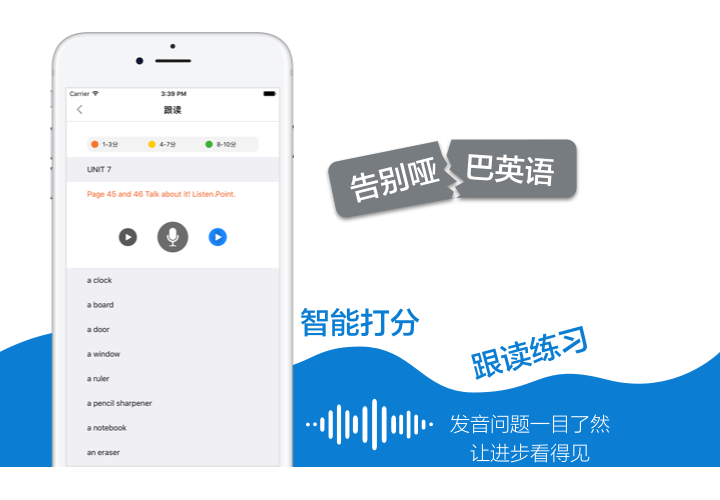 Carrier 3:39 PM
跟读
1-3分 4-7分 8-10分
UNIT 7
Page 45 and 46 Talk about it! Listen.Point.
a clock
a board
a door
a window
a ruler
a pencil sharpener
a notebook
an eraser
告别哑巴英语
智能打分
跟读练习
发音问题一目了然
让进步看得见